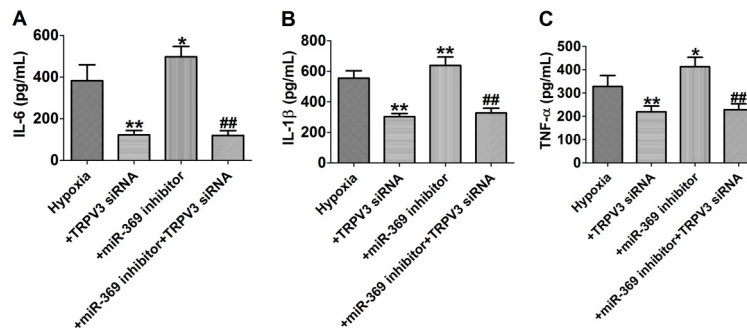 A
IL-6 (pg/mL)
600
400
200
0
*
**
##
Hypoxia
+TRPV3 siRNA
+miR-369 inhibitor
+miR-369 inhibitor+TRPV3 siRNA
B
IL-1β (pg/mL)
800
600
400
200
0
**
**
##
Hypoxia
+TRPV3 siRNA
+miR-369 inhibitor
+miR-369 inhibitor+TRPV3 siRNA
C
TNF-α (pg/mL)
500
400
300
200
100
0
*
**
##
Hypoxia
+TRPV3 siRNA
+miR-369 inhibitor
+miR-369 inhibitor+TRPV3 siRNA